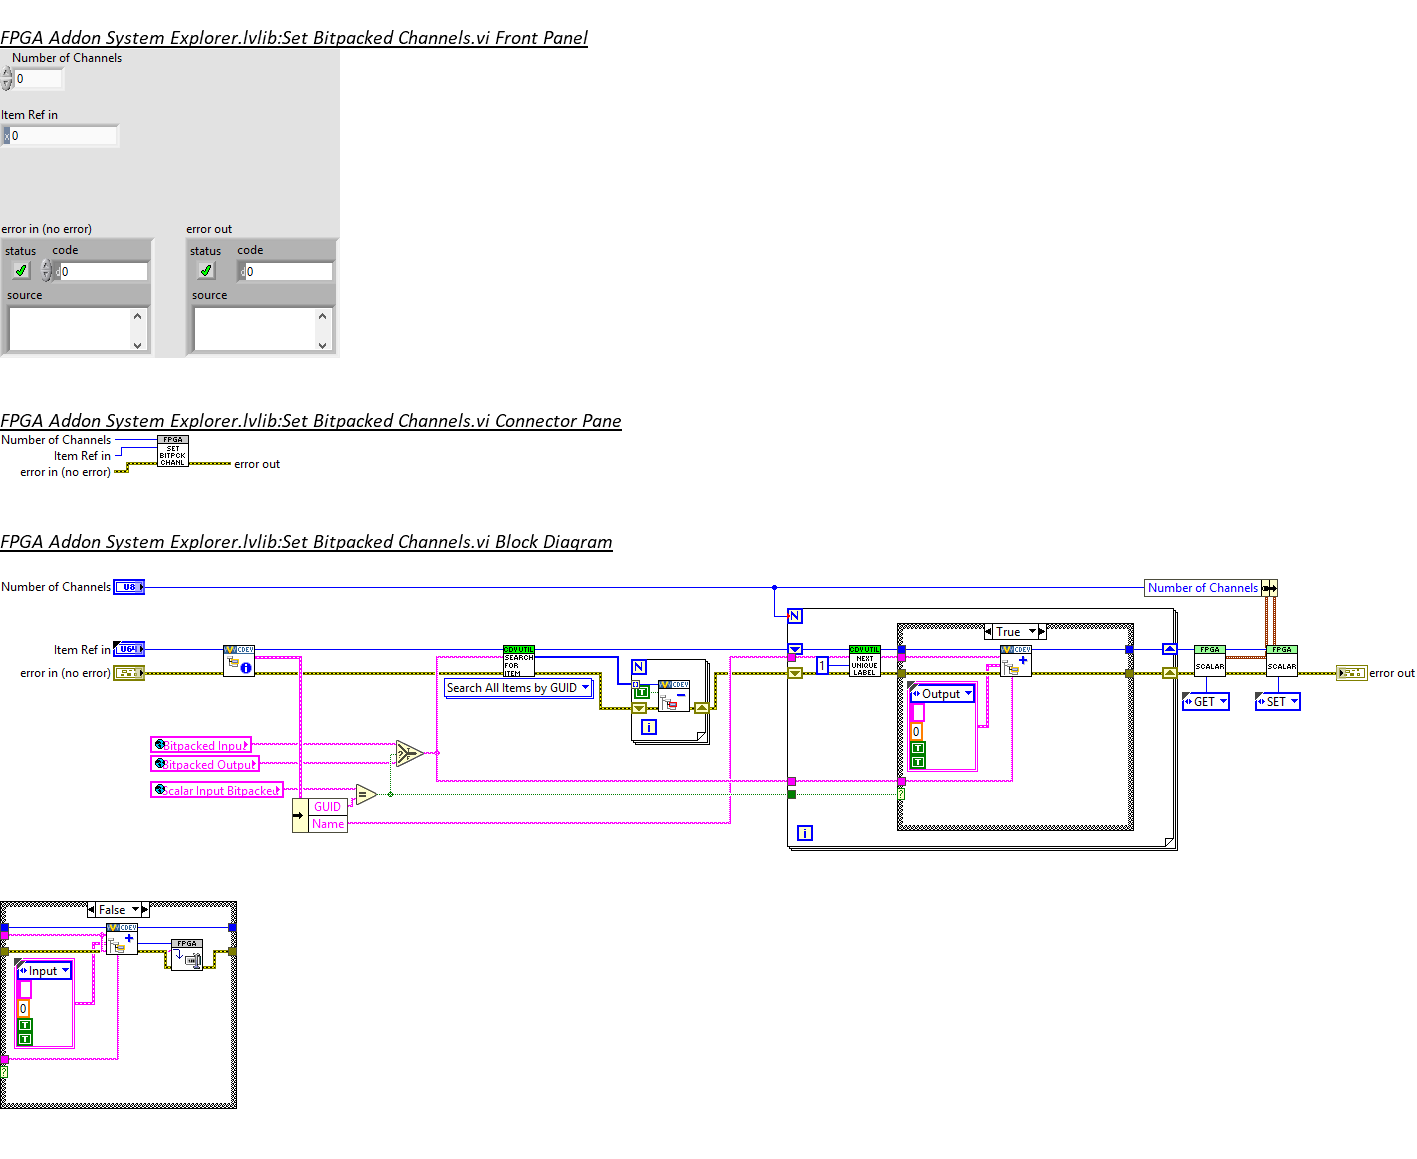 FPGA Addon System Explorer.lvlib:Set Bitpacked Channels.vi Front Panel
Number of Channels
0
Item Ref in
x 0
error in (no error)
error out
status code
status code
d 0
d 0
source
source
FPGA Addon System Explorer.lvlib:Set Bitpacked Channels.vi Connector Pane
Number of Channels
Item Ref in
error in (no error)
FPGA
SET
BITPCK
CHANL
error out
FPGA Addon System Explorer.lvlib:Set Bitpacked Channels.vi Block Diagram
Number of Channels
U8
Number of Channels
N
True
Item Ref in
U64
CDEV
CDV UTIL
SEARCH
FOR
ITEM
CDV UTIL
NEXT
UNIQUE
LABEL
CDEV
FPGA
SCALAR
FPGA
SCALAR
error in (no error)
error out
N
Search All Items by GUID
T
CDEV
i
1
Output
0
T
T
GET
SET
Bitpacked Input
Bitpacked Output
Scalar Input Bitpacked
?
T
F
=
GUID
Name
?
i
False
CDEV
FPGA
Input
0
T
T
?